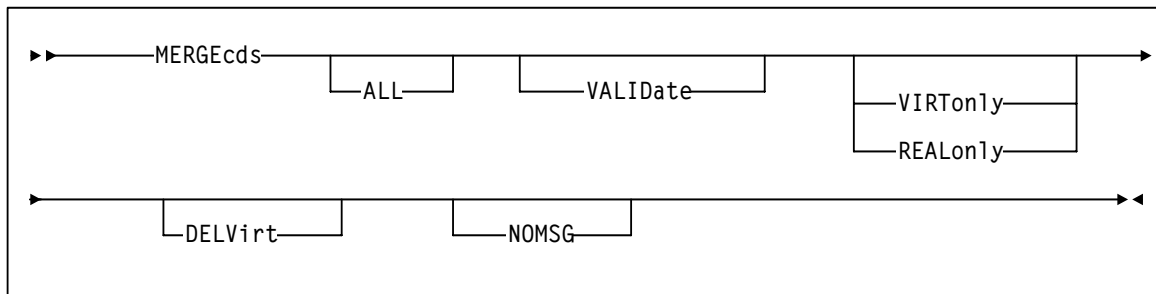 MERGEcds
ALL
VALIDate
VIRTonly
REALonly
DELVirt
NOMSG